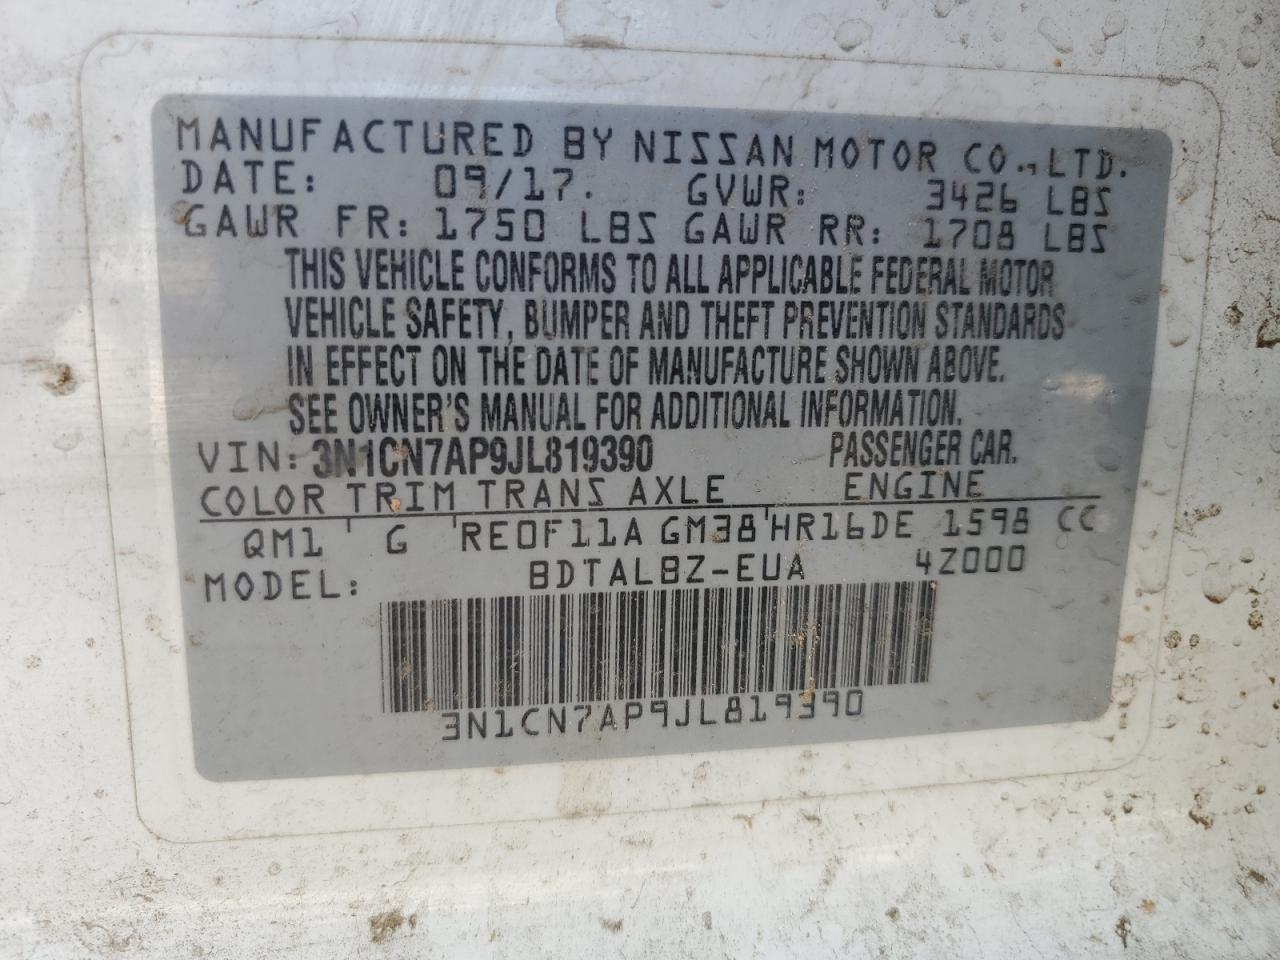 MANUFACTURED BY NISSAN MOTOR CO.,LTD.
DATE: 09/17. GVWR: 3426 LBS
GAWR FR: 1750 LBS GAWR RR: 1708 LBS
THIS VEHICLE CONFORMS TO ALL APPLICABLE FEDERAL MOTOR
VEHICLE SAFETY, BUMPER AND THEFT PREVENTION STANDARDS
IN EFFECT ON THE DATE OF MANUFACTURE SHOWN ABOVE.
SEE OWNER'S MANUAL FOR ADDITIONAL INFORMATION.
VIN: 3N1CN7AP9JL819390 PASSENGER CAR.
COLOR TRIM TRANS AXLE ENGINE
QM1 ' G 'RE0F11A GM38'HR16DE 1598 CC
MODEL: BDTALBZ-EUA 4Z000
3N1CN7AP9JL819390